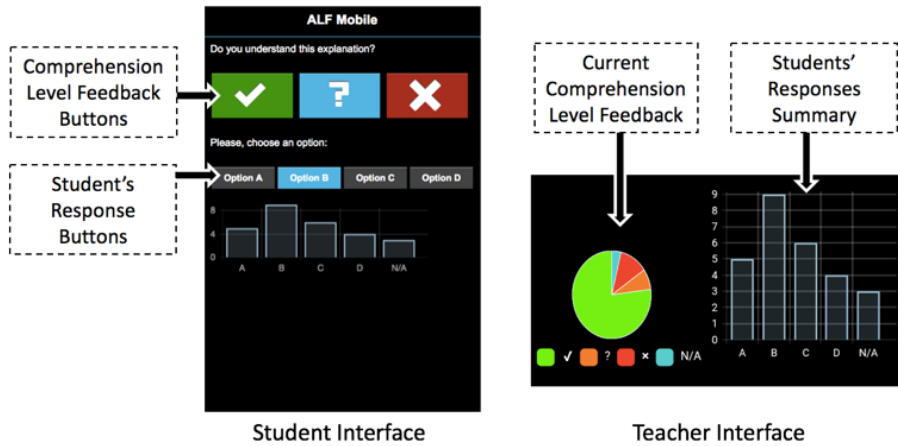 ALF Mobile
Do you understand this explanation?
?
Please, choose an option:
Option A Option B Option C Option D
8
4
0
A B C D N/A
Comprehension
Level Feedback
Buttons
Student's
Response
Buttons
Student Interface
Current
Comprehension
Level Feedback
Students'
Responses
Summary
9
8
7
6
5
4
3
2
1
0
A B C D N/A
✓ ? × N/A
Teacher Interface